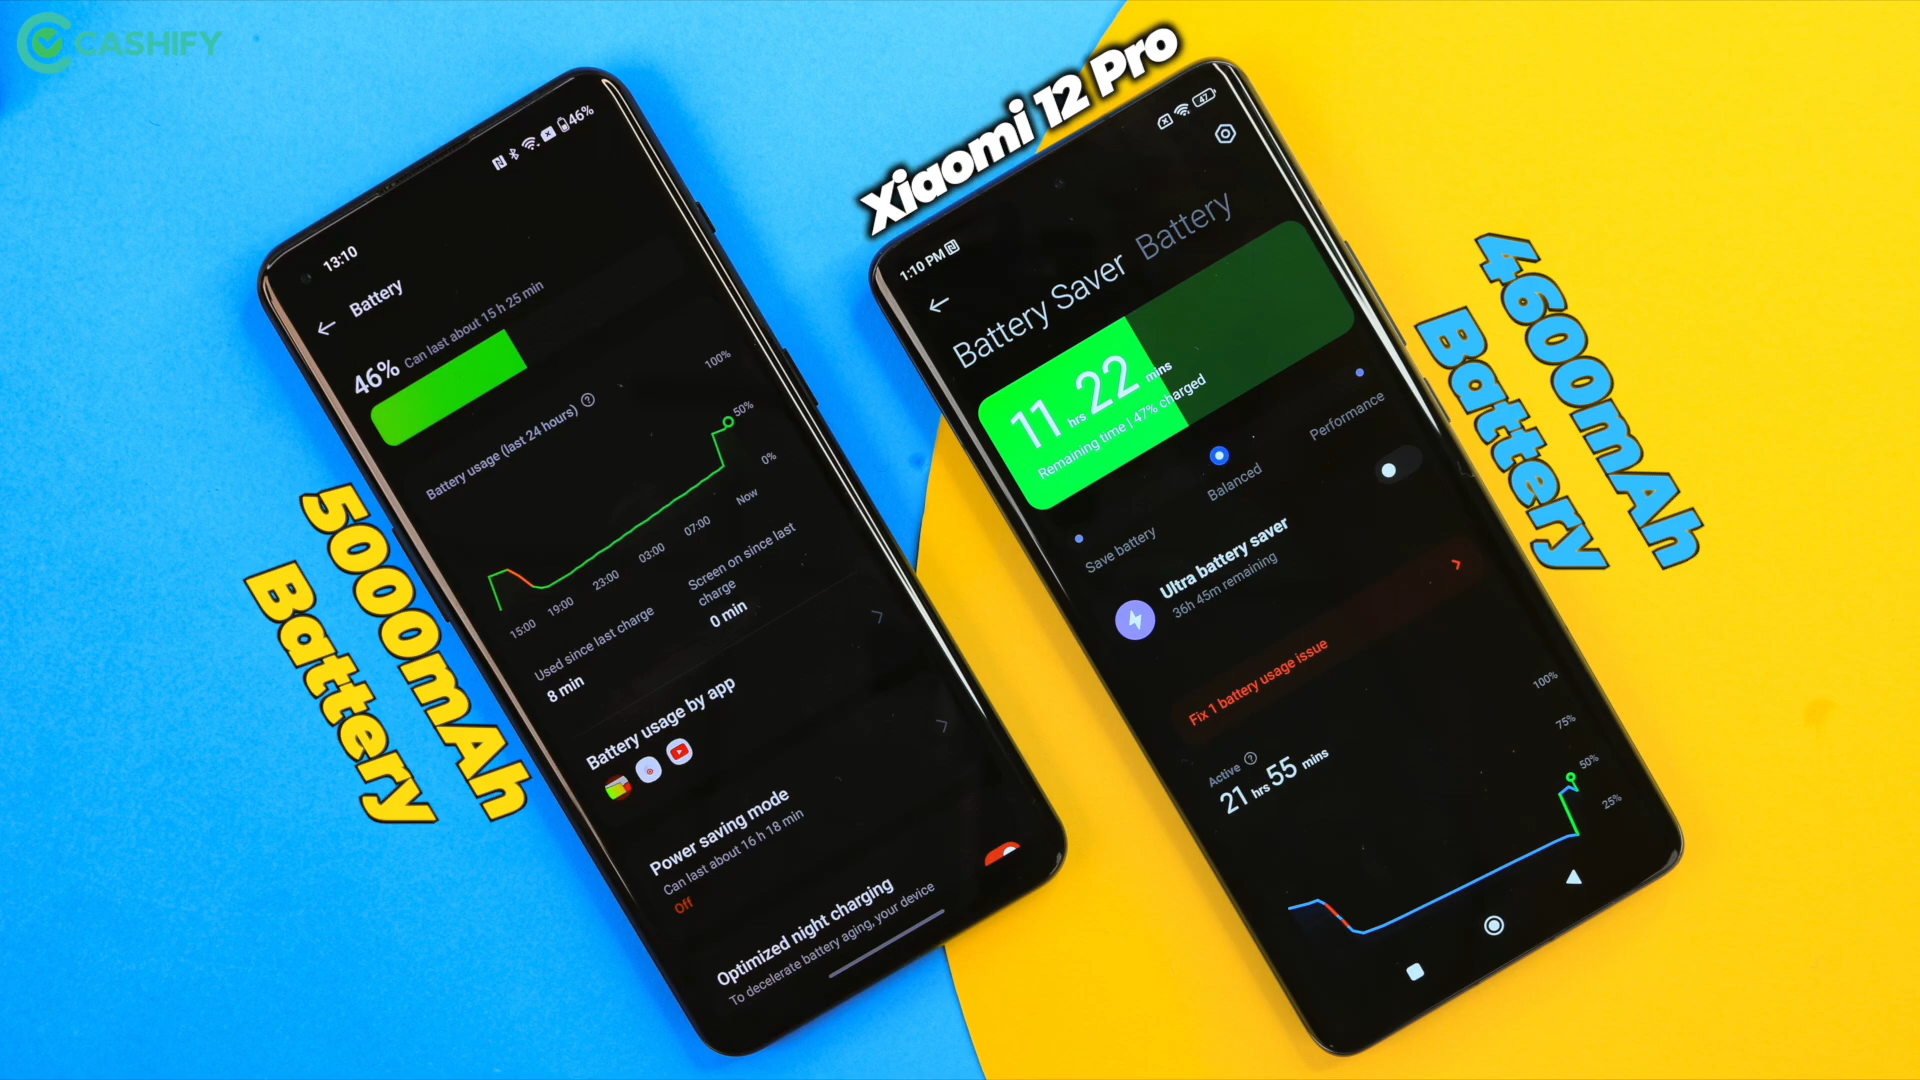 CASHIFY
46%
13:10
Battery
46% Can last about 15 h 25 min
Battery usage (last 24 hours) ?
100%
50%
0%
15:00 19:00 23:00 03:00 07:00 Now
Used since last charge
8 min
Screen on since last
charge
0 min
Battery usage by app
Power saving mode
Can last about 16 h 18 min
Off
Optimized night charging
To decelerate battery aging, your device
5000mAh
Battery
Xiaomi 12 Pro
47
1:10 PM
Battery Saver Battery
11 hrs 22 mins
Remaining time | 47% charged
Save battery
Balanced
Performance
Ultra battery saver
36h 45m remaining
Fix 1 battery usage issue
Active ?
21 hrs 55 mins
100%
75%
50%
25%
4600mAh
Battery